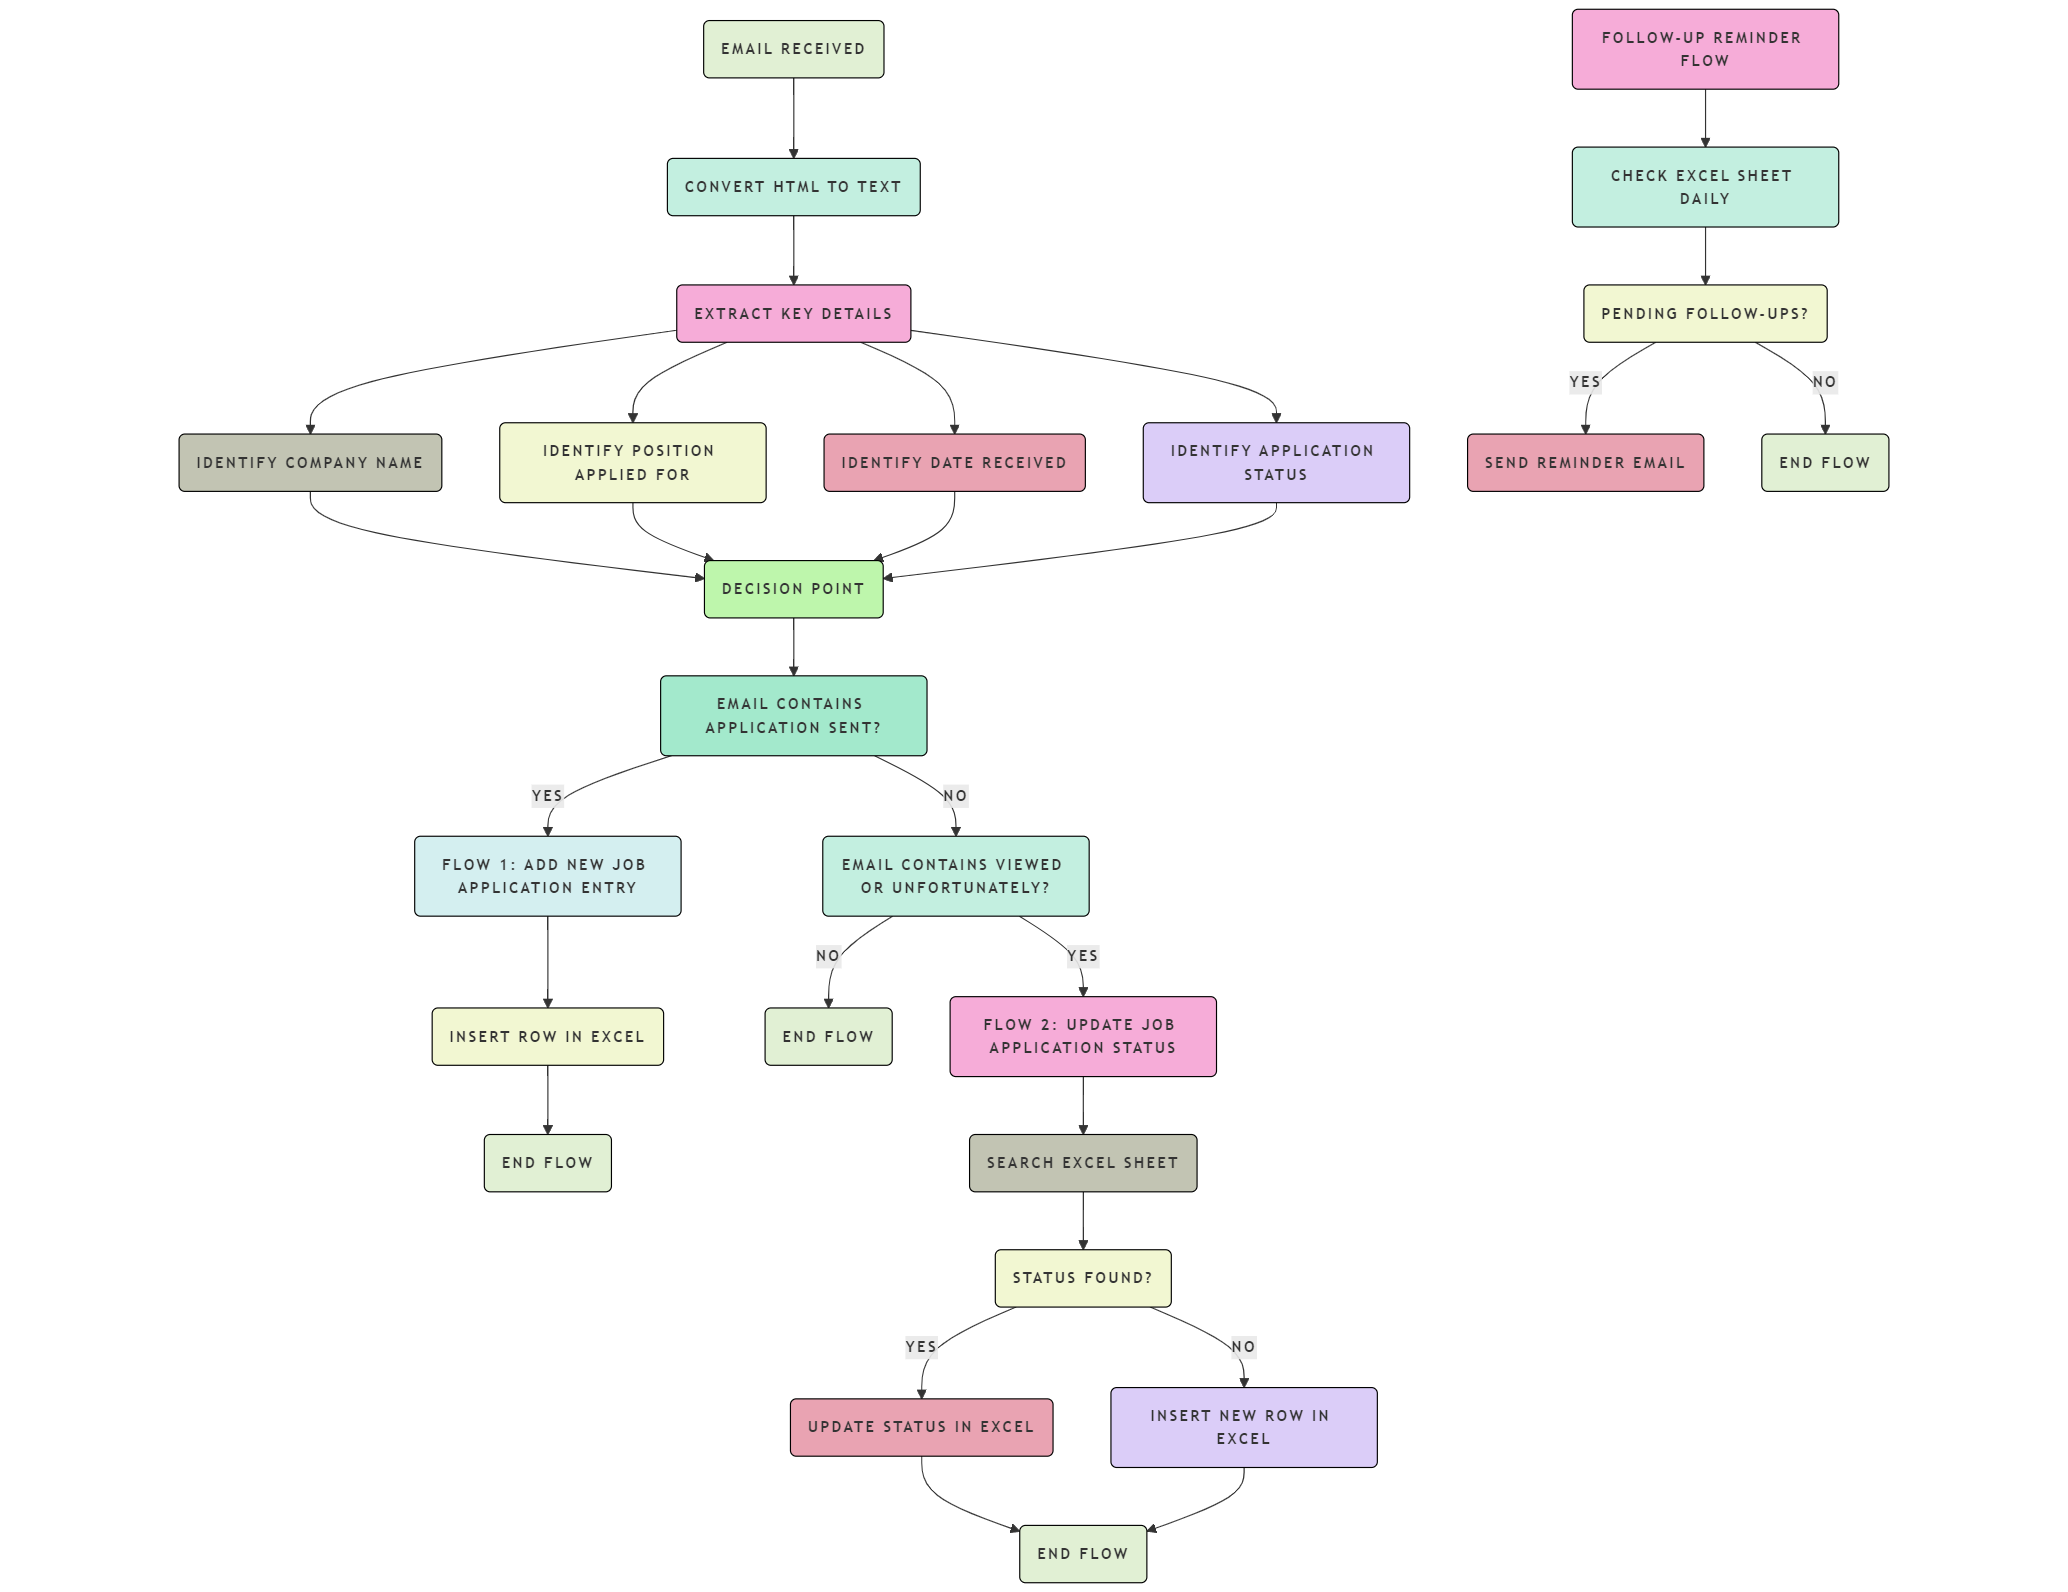 EMAIL RECEIVED
CONVERT HTML TO TEXT
EXTRACT KEY DETAILS
IDENTIFY COMPANY NAME
IDENTIFY POSITION
APPLIED FOR
IDENTIFY DATE RECEIVED
IDENTIFY APPLICATION
STATUS
DECISION POINT
EMAIL CONTAINS
APPLICATION SENT?
YES
NO
FLOW 1: ADD NEW JOB
APPLICATION ENTRY
EMAIL CONTAINS VIEWED
OR UNFORTUNATELY?
NO
YES
INSERT ROW IN EXCEL
END FLOW
FLOW 2: UPDATE JOB
APPLICATION STATUS
END FLOW
SEARCH EXCEL SHEET
STATUS FOUND?
YES
NO
UPDATE STATUS IN EXCEL
INSERT NEW ROW IN
EXCEL
END FLOW
FOLLOW-UP REMINDER
FLOW
CHECK EXCEL SHEET
DAILY
PENDING FOLLOW-UPS?
YES
NO
SEND REMINDER EMAIL
END FLOW